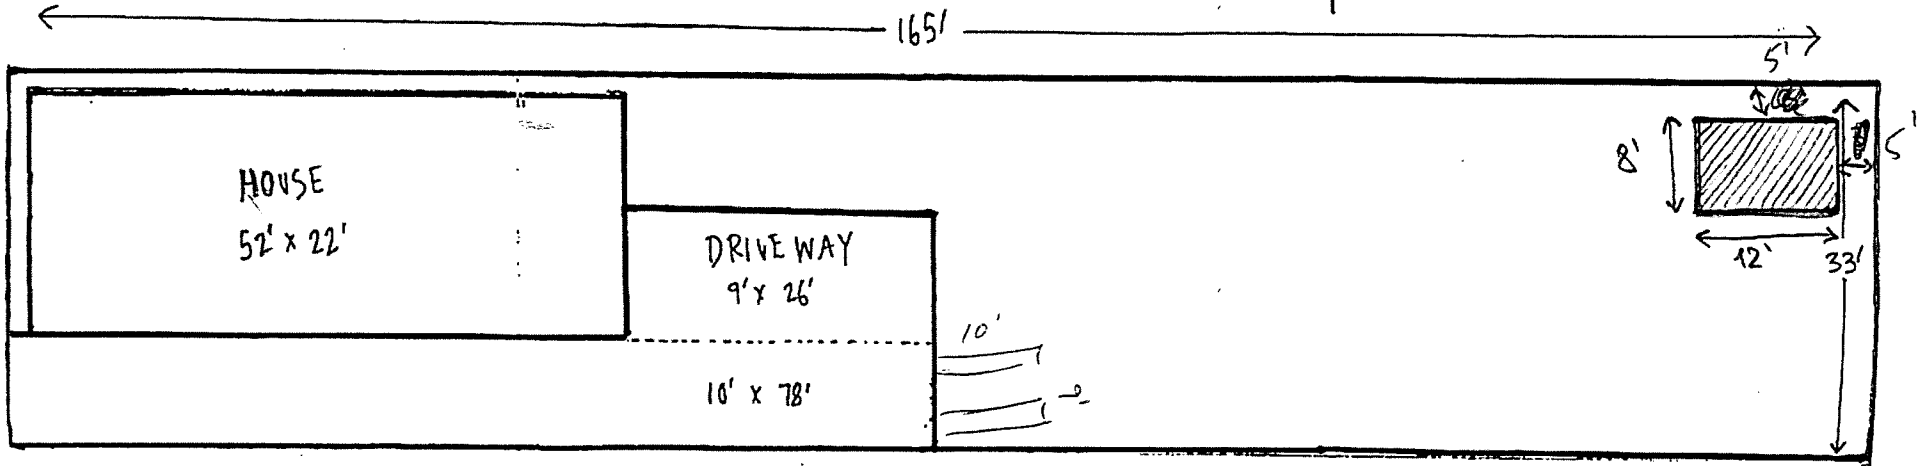 165'
5'
5'
8'
HOUSE
52' x 22'
DRIVEWAY
9' x 26'
12'
33'
10'
10' x 78'